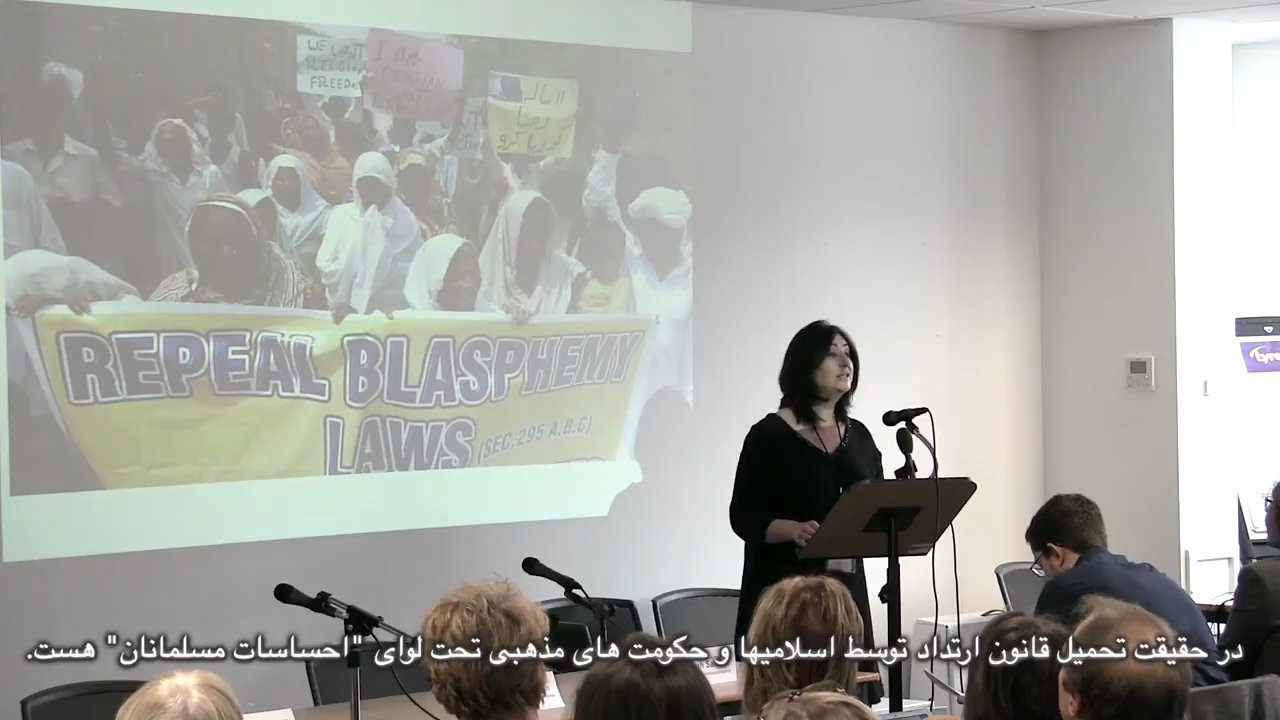 WE WANT
RELIGIOUS
FREEDOM
I AM
REPEAL BLASPHEMY
LAWS (SEC.295 A.B.C)
در حقیقت تحمیل قانون ارتداد توسط اسلامیها و حکومت های مذهبی تحت لوای "احساسات مسلمانان" هست.